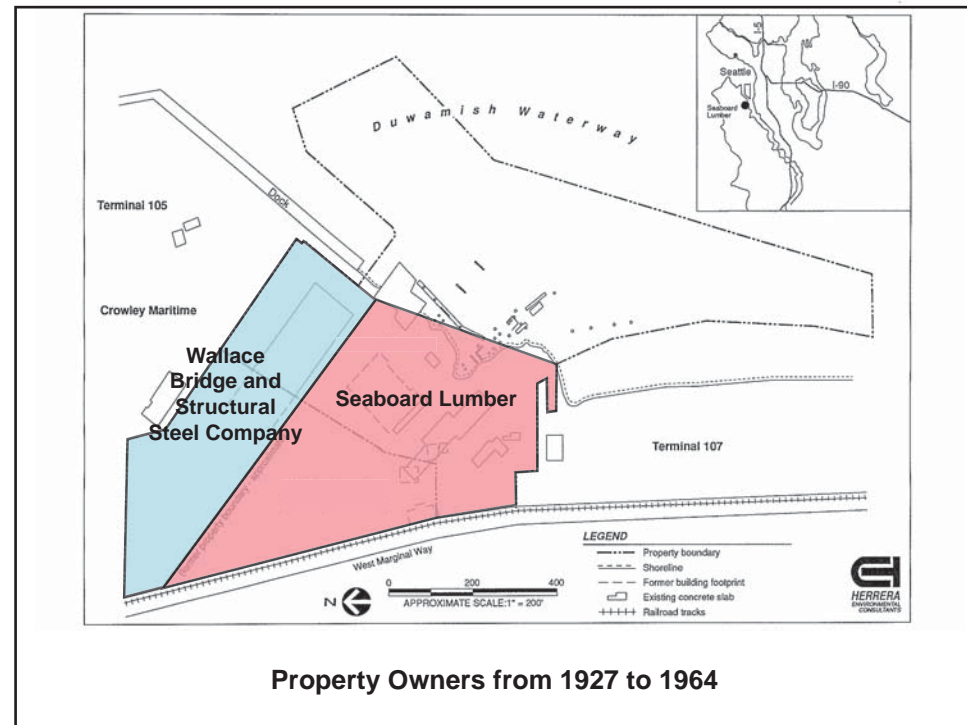 Duwamish Waterway
I-5
I-90
Seattle
Seaboard
Lumber
Dock
Terminal 105
Crowley Maritime
Wallace
Bridge and
Structural
Steel Company
Seaboard Lumber
Terminal 107
West Marginal Way
N
0 200 400
APPROXIMATE SCALE: 1" = 200'
LEGEND
Property boundary
Shoreline
Former building footprint
Existing concrete slab
Railroad tracks
HERRERA
ENVIRONMENTAL
CONSULTANTS
Property Owners from 1927 to 1964